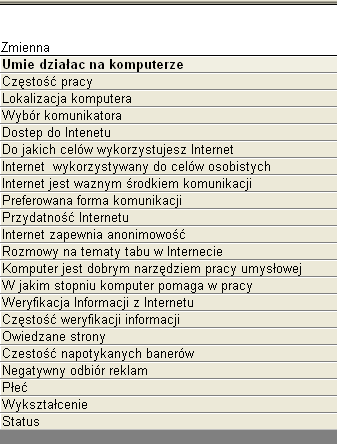 Zmienna
Umie działac na komputerze
Częstość pracy
Lokalizacja komputera
Wybór komunikatora
Dostep do Intenetu
Do jakich celów wykorzystujesz Internet
Internet wykorzystywany do celów osobistych
Internet jest waznym środkiem komunikacji
Preferowana forma komunikacji
Przydatność Internetu
Internet zapewnia anonimowość
Rozmowy na tematy tabu w Internecie
Komputer jest dobrym narzędziem pracy umysłowej
W jakim stopniu komputer pomaga w pracy
Weryfikacja Informacji z Internetu
Częstość weryfikacji informacji
Owiedzane strony
Czestość napotykanych banerów
Negatywny odbiór reklam
Płeć
Wykształcenie
Status